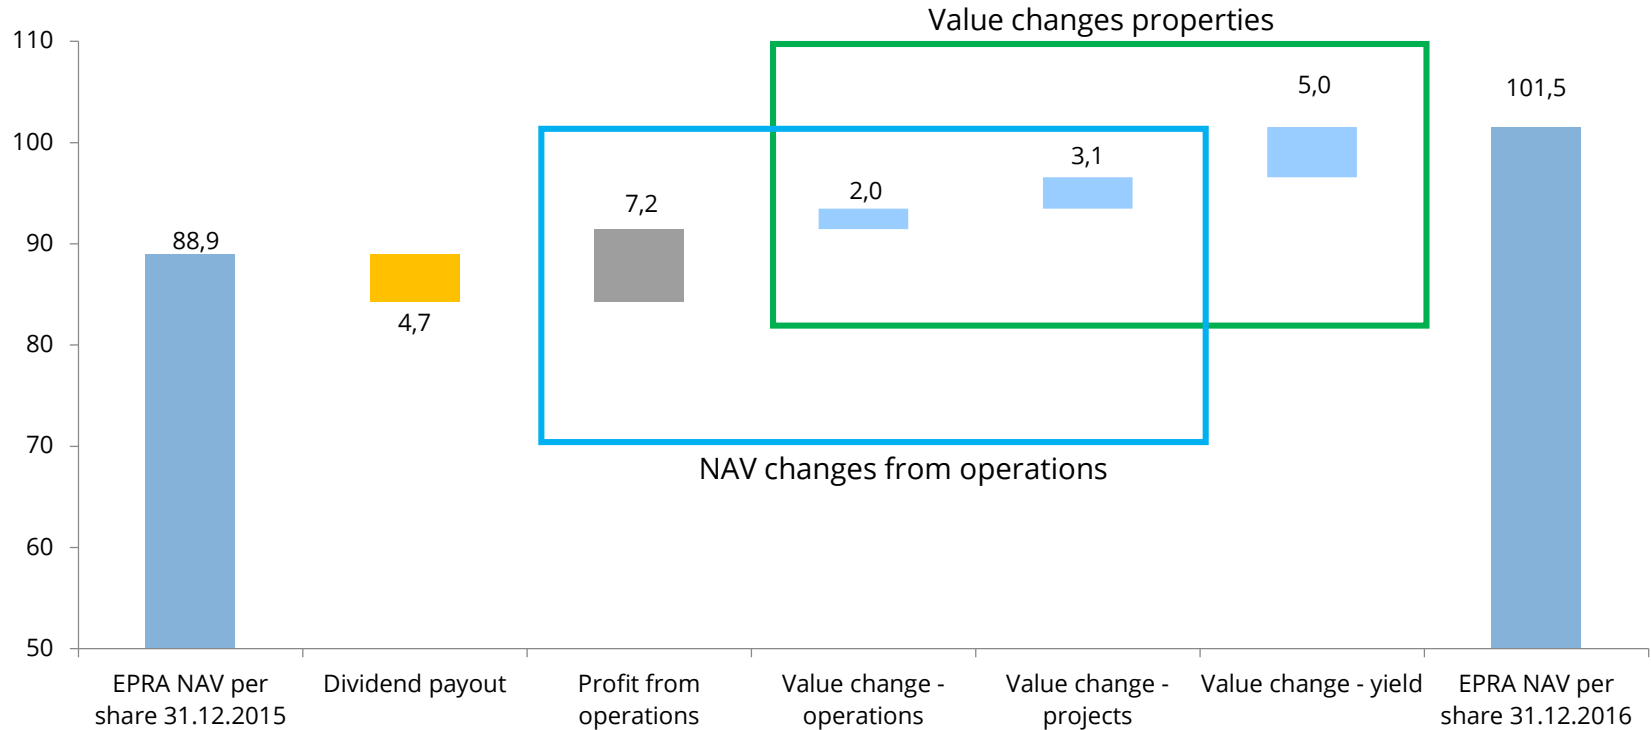 Value changes properties
110
100
90
80
70
60
50
88,9
4,7
7,2
2,0
3,1
5,0
101,5
NAV changes from operations
EPRA NAV per
share 31.12.2015
Dividend payout
Profit from
operations
Value change -
operations
Value change -
projects
Value change - yield
EPRA NAV per
share 31.12.2016